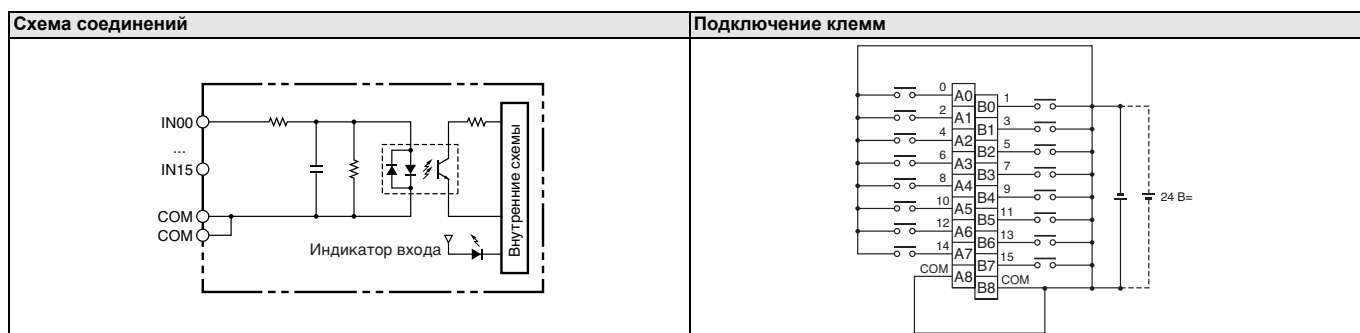 Схема соединений
Подключение клемм
IN00
...
IN15
COM
COM
Индикатор входа
Внутренние схемы
0 A0
B0 1
2 A1
B1 3
4 A2
B2 5
6 A3
B3 7
8 A4
B4 9
10 A5
B5 11
12 A6
B6 13
14 A7
B7 15
COM A8
B8 COM
24 В=